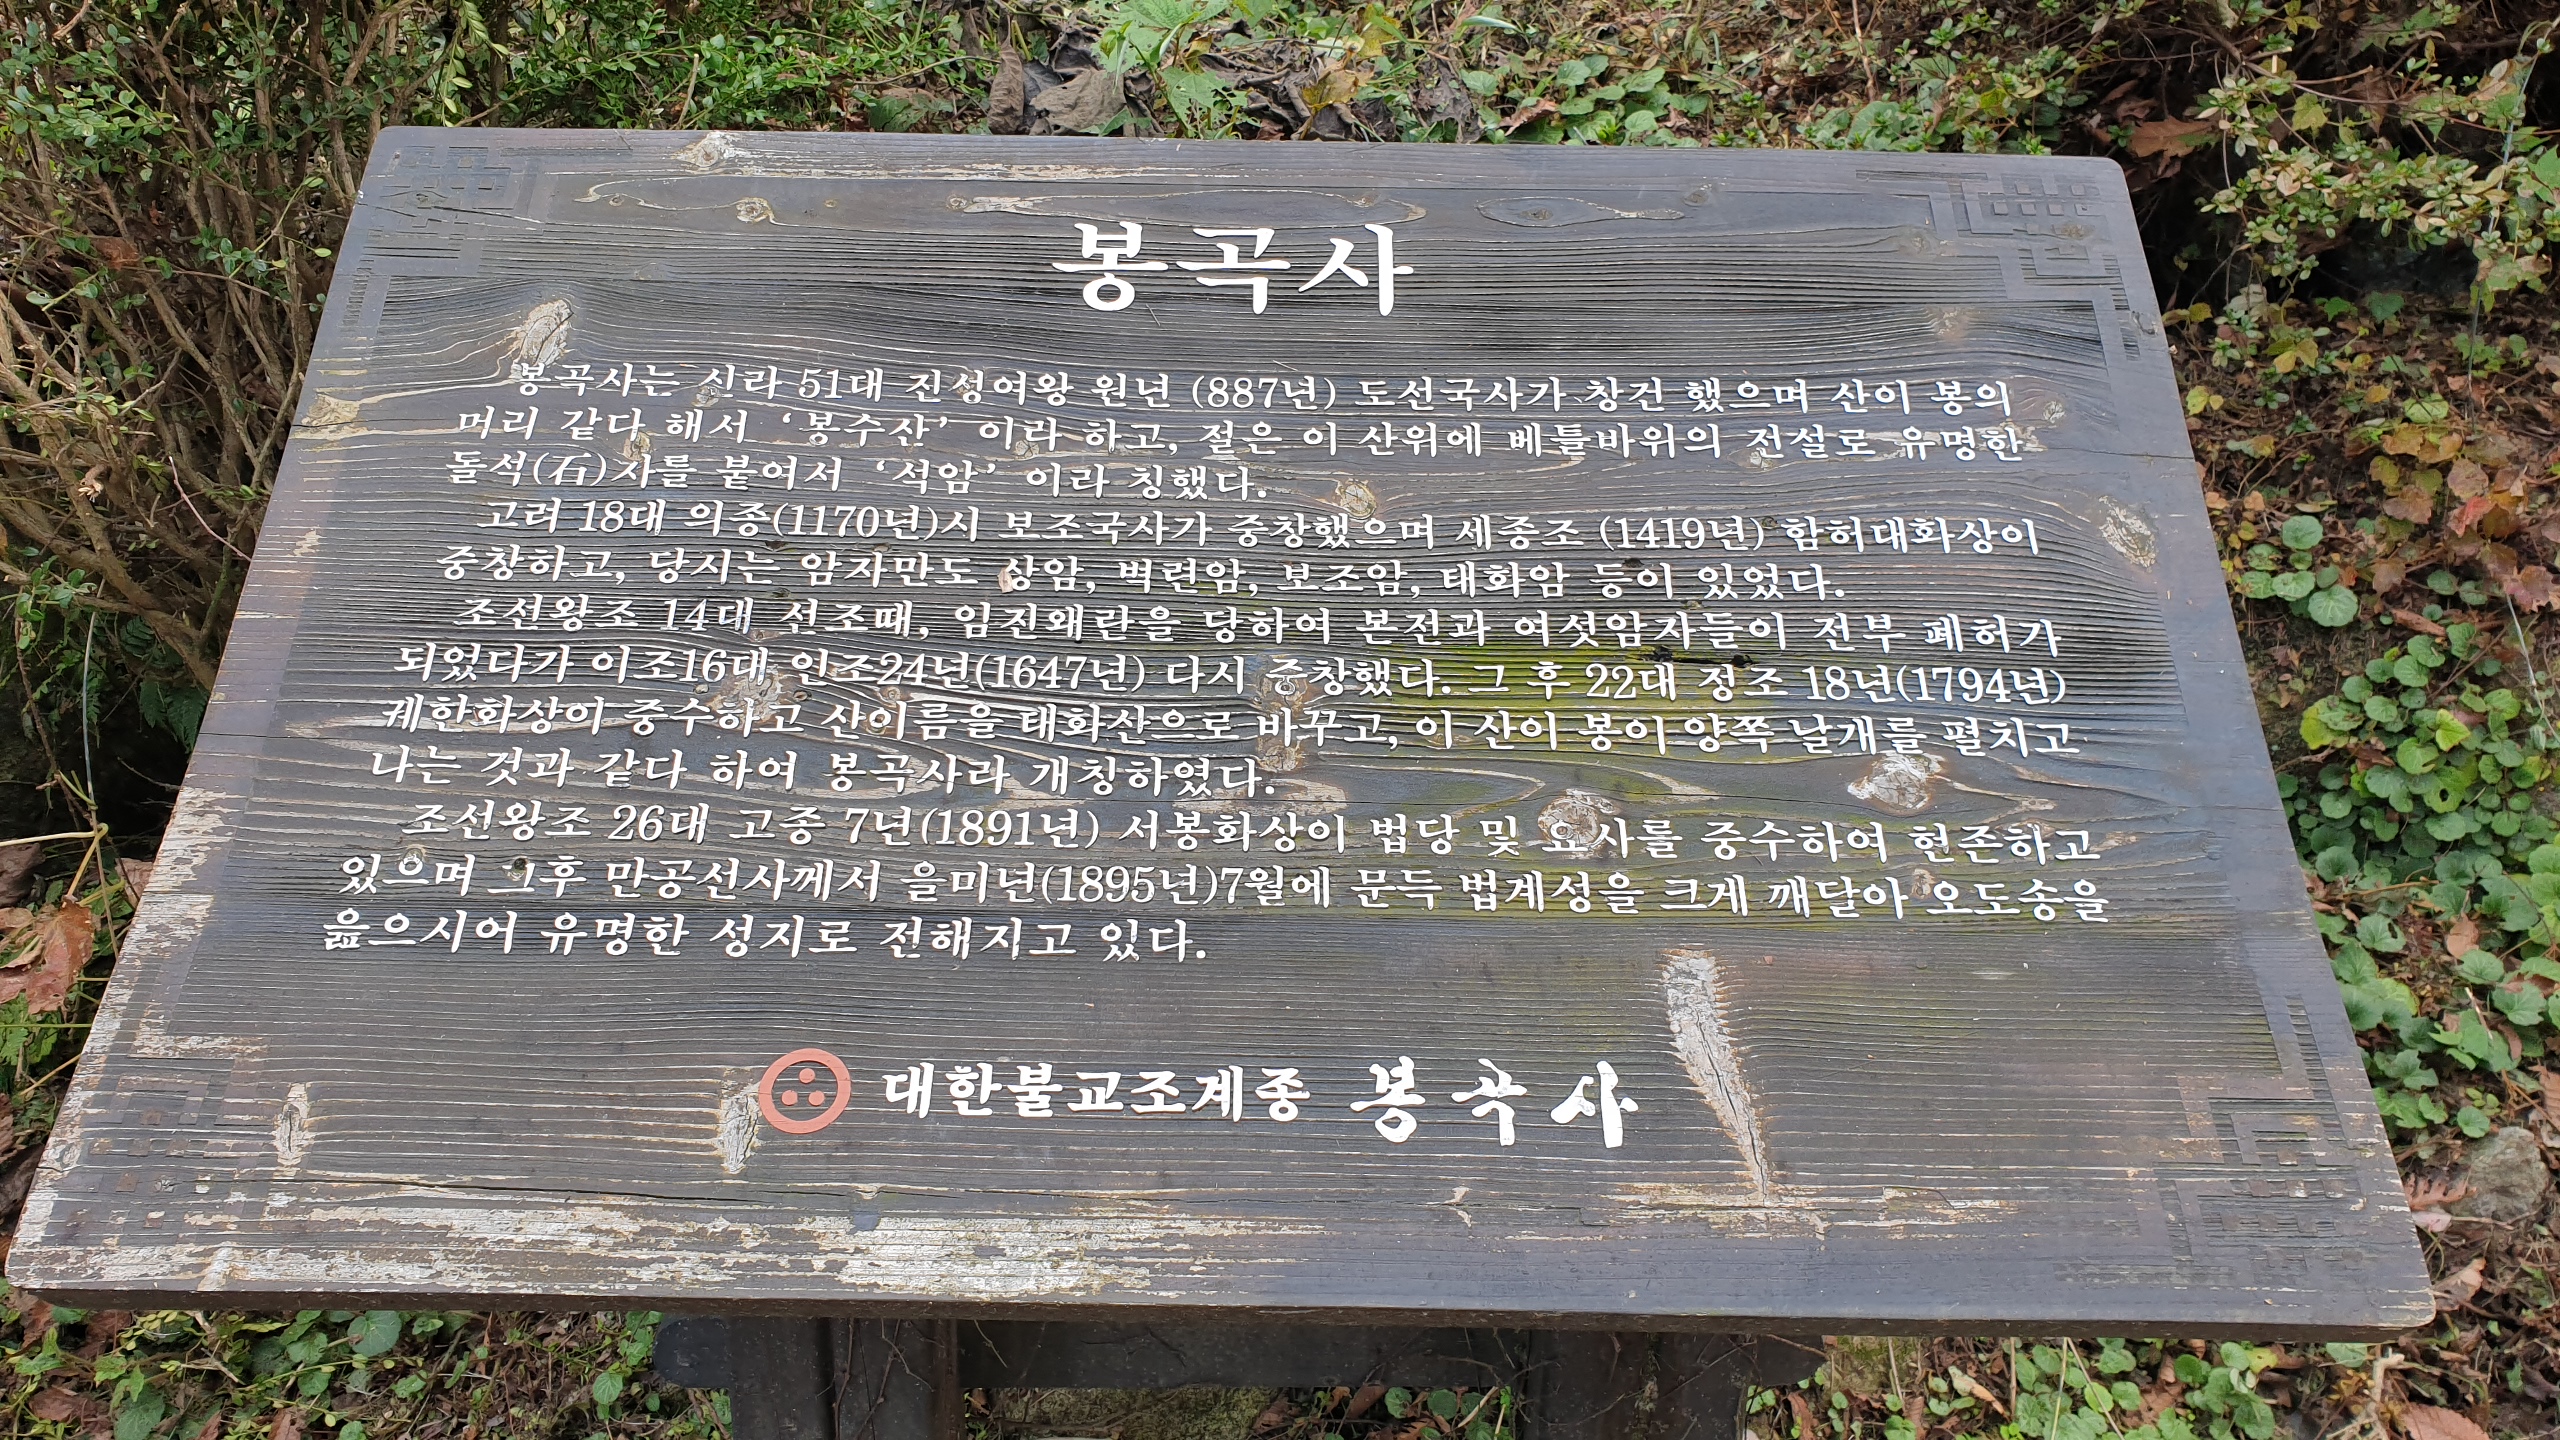 봉곡사
봉곡사는 신라 51대 진성여왕 원년 (887년) 도선국사가 창건 했으며 산이 봉의
머리 같다 해서 ‘봉수산’ 이라 하고, 절은 이 산위에 베틀바위의 전설로 유명한
돌석(石)자를 붙여서 ‘석암’ 이라 칭했다.
고려 18대 의종(1170년)시 보조국사가 중창했으며 세종조 (1419년) 함허대화상이
중창하고, 당시는 암자만도 상암, 벽련암, 보조암, 태화암 등이 있었다.
조선왕조 14대 선조때, 임진왜란을 당하여 본전과 여섯암자들이 전부 폐허가
되었다가 이조16대 인조24년(1647년) 다시 중창했다. 그 후 22대 정조 18년(1794년)
케한화상이 중수하고 산이름을 태화산으로 바꾸고, 이 산이 봉이 양쪽 날개를 펼치고
나는 것과 같다 하여 봉곡사라 개칭하였다.
조선왕조 26대 고종 7년(1891년) 서봉화상이 법당 및 요사를 중수하여 현존하고
있으며 그후 만공선사께서 을미년(1895년)7월에 문득 법계성을 크게 깨달아 오도송을
읊으시어 유명한 성지로 전해지고 있다.
대한불교조계종 봉곡사